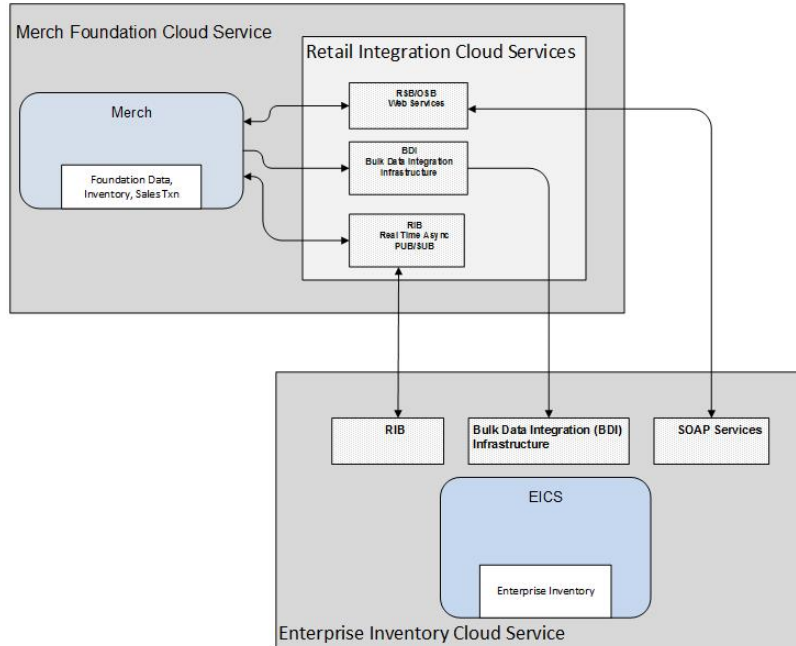 Merch Foundation Cloud Service
Retail Integration Cloud Services
Merch
Foundation Data,
Inventory, Sales Txn
RSB/OSB
Web Services
BDI
Bulk Data Integration
Infrastructure
RIB
Real Time Async
PUB/SUB
RIB
Bulk Data Integration (BDI)
Infrastructure
SOAP Services
EICS
Enterprise Inventory
Enterprise Inventory Cloud Service